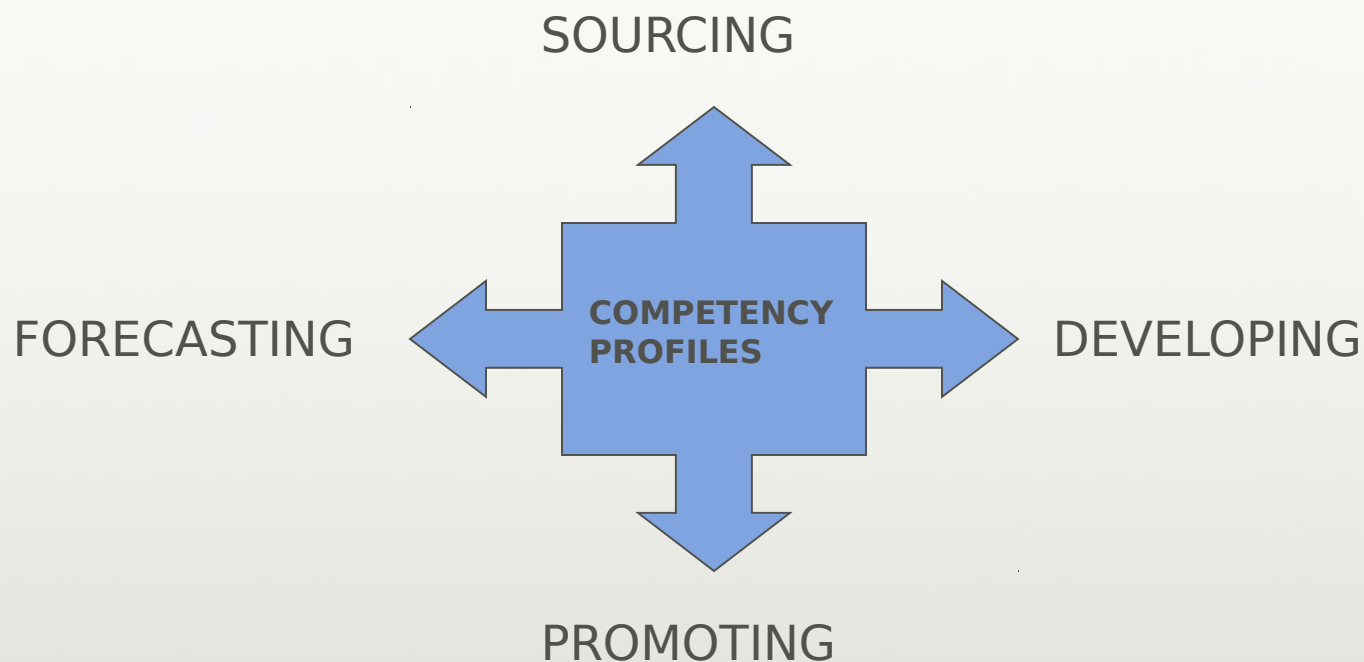 SOURCING
FORECASTING
COMPETENCY
PROFILES
DEVELOPING
PROMOTING